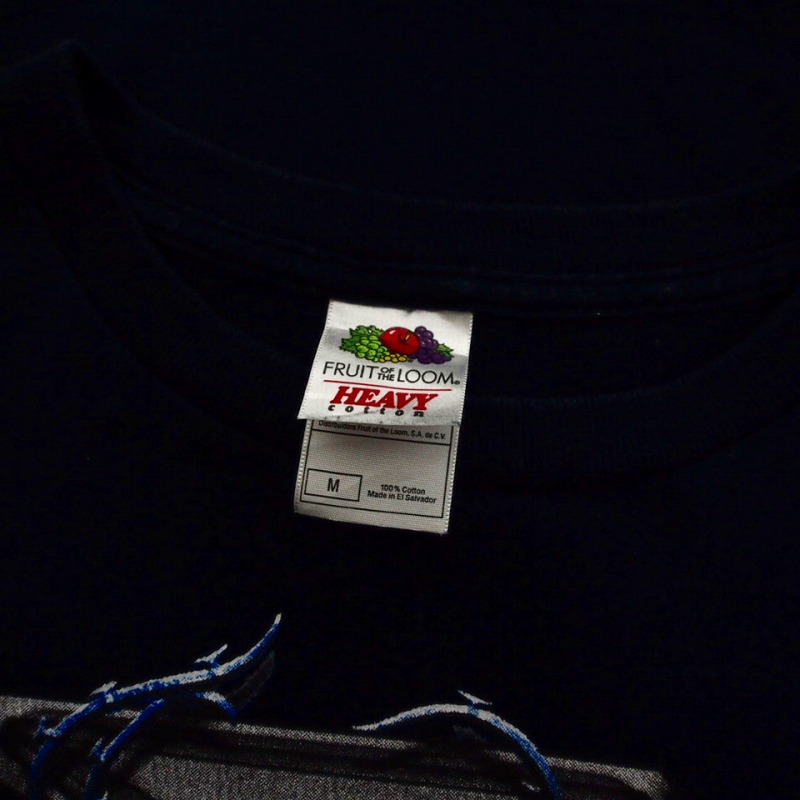 FRUIT OF THE LOOM®
HEAVY
cotton
Distribuidora Fruit of the Loom, S.A. de C.V.
M
100% Cotton
Made in El Salvador